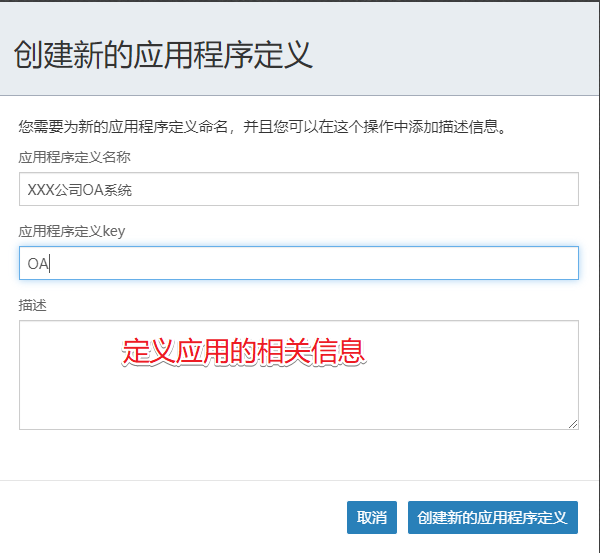 创建新的应用程序定义
您需要为新的应用程序定义命名，并且您可以在这个操作中添加描述信息。
应用程序定义名称
XXX公司OA系统
应用程序定义key
OA
描述
定义应用的相关信息
取消 创建新的应用程序定义